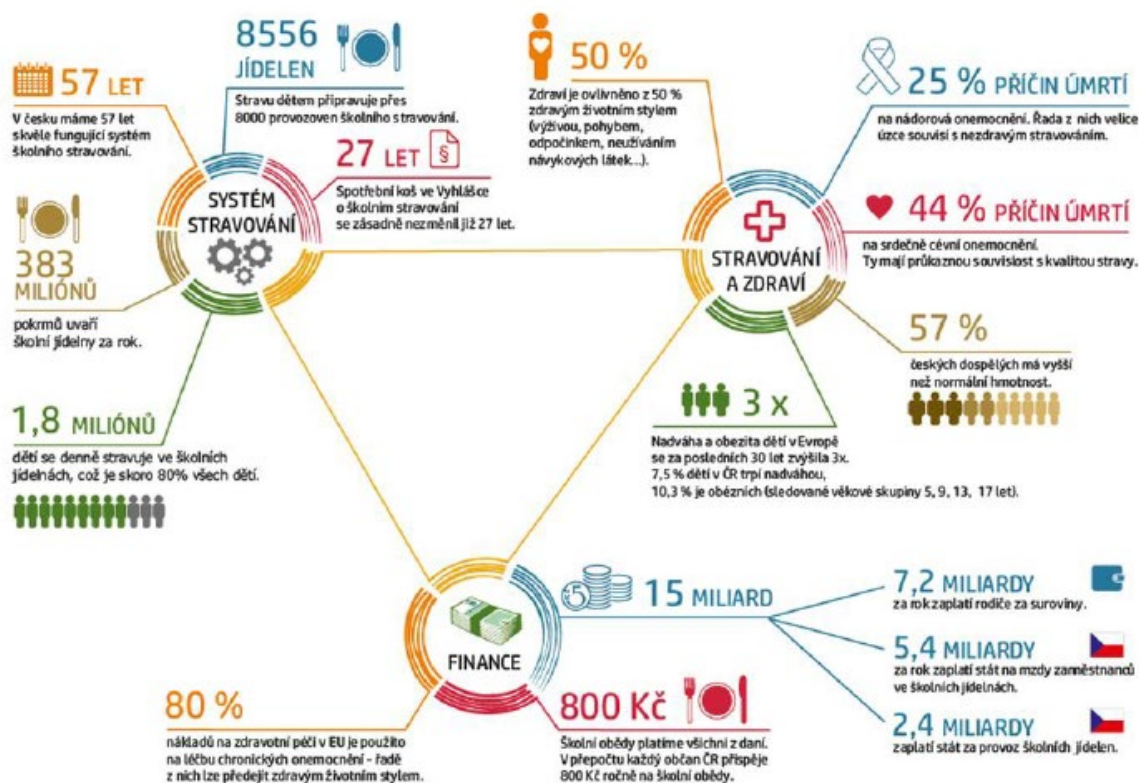 57 LET
V česku máme 57 let
skvěle fungující systém
školního stravování.
8556
JÍDELEN
Stravu dětem připravuje přes
8000 provozoven školního stravování.
27 LET §
Spotřební koš ve Vyhlášce
o školním stravování
se zásadně nezměnil již 27 let.
SYSTÉM
STRAVOVÁNÍ
383
MILIÓNŮ
pokrmů uvaří
školní jídelny za rok.
1,8 MILIÓNŮ
dětí se denně stravuje ve školních
jídelnách, což je skoro 80% všech dětí.
50 %
Zdraví je ovlivněno z 50 %
zdravým životním stylem
(výživou, pohybem,
odpočinkem, neužíváním
návykových látek...).
25 % PŘÍČIN ÚMRTÍ
na nádorová onemocnění. Řada z nich velice
úzce souvisí s nezdravým stravováním.
44 % PŘÍČIN ÚMRTÍ
na srdečně cévní onemocnění.
Ty mají průkaznou souvislost s kvalitou stravy.
STRAVOVÁNÍ
A ZDRAVÍ
57 %
českých dospělých má vyšší
než normální hmotnost.
3 x
Nadváha a obezita dětí v Evropě
se za posledních 30 let zvýšila 3x.
7,5 % dětí v ČR trpí nadváhou,
10,3 % je obézních (sledované věkové skupiny 5, 9, 13, 17 let).
FINANCE
5
15 MILIARD
7,2 MILIARDY
za rok zaplatí rodiče za suroviny.
5,4 MILIARDY
za rok zaplatí stát na mzdy zaměstnanců
ve školních jídelnách.
2,4 MILIARDY
zaplatí stát za provoz školních jídelen.
80 %
nákladů na zdravotní péči v EU je použito
na léčbu chronických onemocnění - řadě
z nich lze předejít zdravým životním stylem.
800 Kč
Školní obědy platíme všichni z daní.
V přepočtu každý občan ČR přispěje
800 Kč ročně na školní obědy.